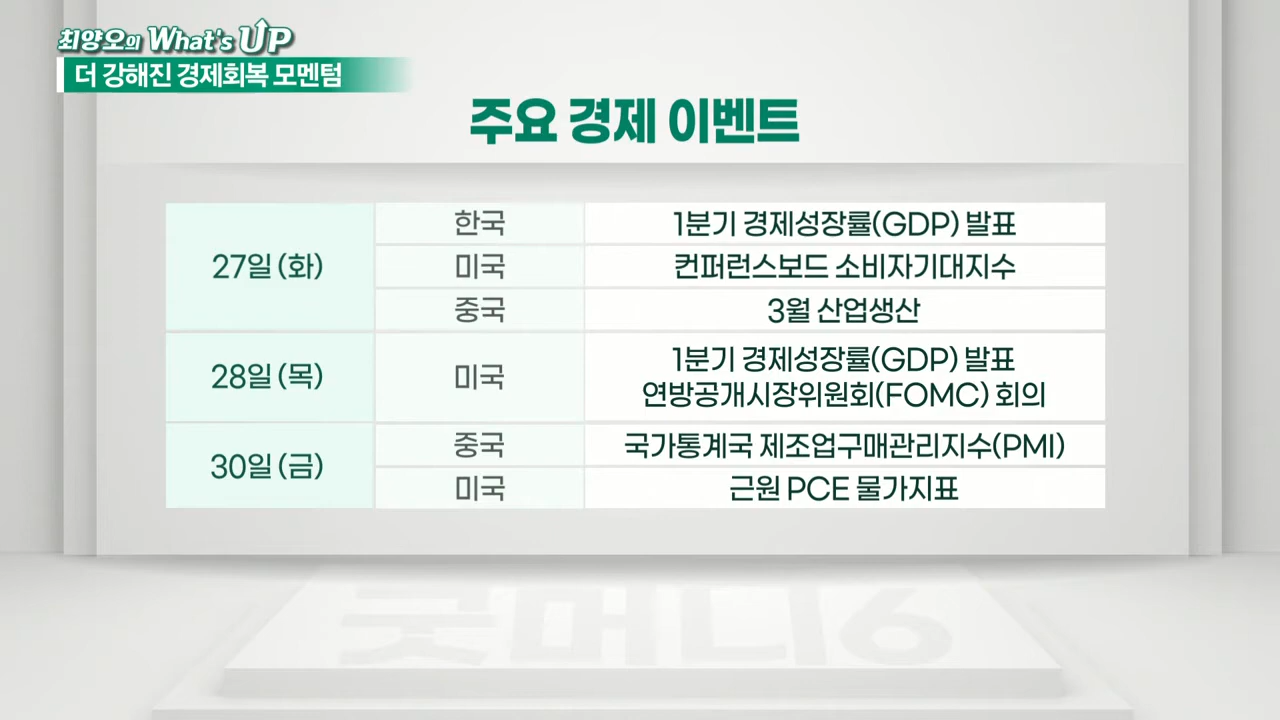 최양오의 What's UP
더 강해진 경제회복 모멘텀
주요 경제 이벤트
27일 (화)
한국
1분기 경제성장률(GDP) 발표
미국
컨퍼런스보드 소비자기대지수
중국
3월 산업생산
28일 (목)
미국
1분기 경제성장률(GDP) 발표
연방공개시장위원회(FOMC) 회의
30일 (금)
중국
국가통계국 제조업구매관리지수(PMI)
미국
근원 PCE 물가지표
굿머니6